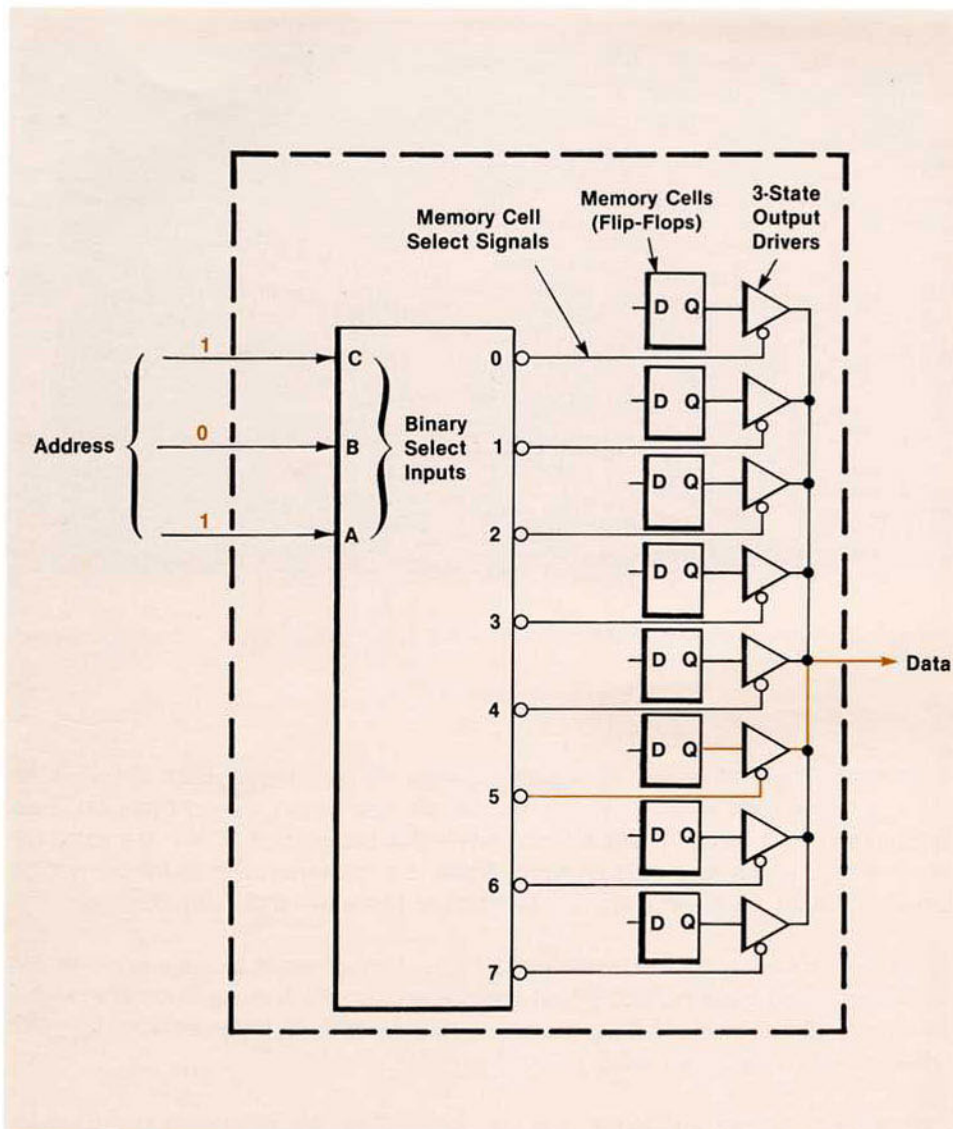 3-State
Output
Drivers
Memory Cells
(Flip-Flops)
Memory Cell
Select Signals
D Q
1
C
0
D Q
Address
0
B
Binary
Select
Inputs
1
D Q
1
A
2
D Q
3
D Q
Data
4
D Q
5
D Q
6
D Q
7